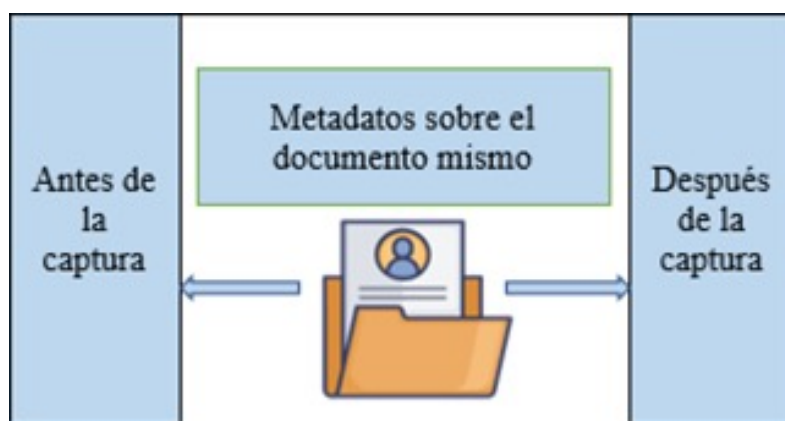 Antes de
la
captura
Metadatos sobre el
documento mismo
Después
de la
captura